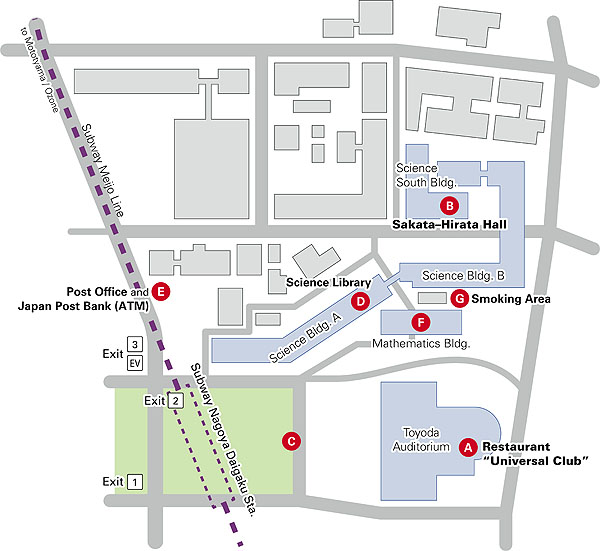 to Mototyama / Ozone
Subway Meijo Line
Science
South Bldg.
B
Sakata–Hirata Hall
Post Office and
Japan Post Bank (ATM)
E
Science Library
D
Science Bldg. B
G
Smoking Area
Science Bldg. A
F
Mathematics Bldg.
Exit
3
EV
Exit
2
Subway Nagoya Daigaku Sta.
C
Toyoda
Auditorium
A
Restaurant
“Universal Club”
Exit
1